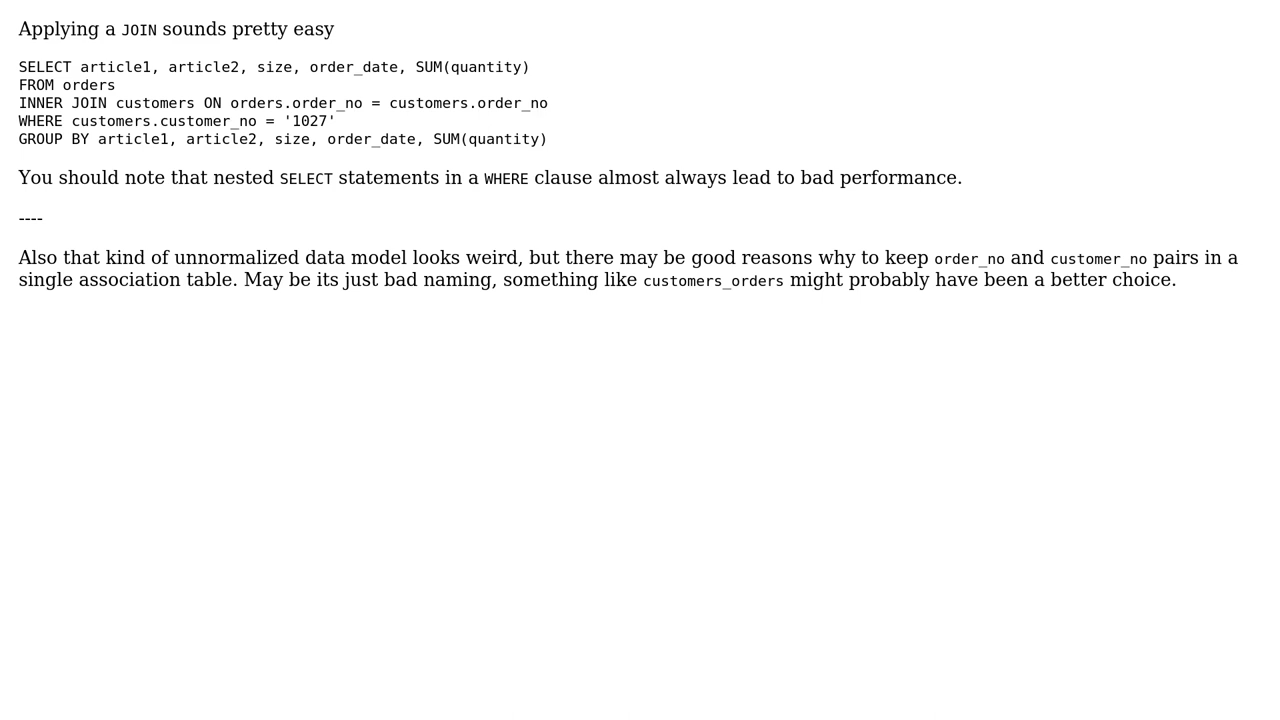 Applying a JOIN sounds pretty easy
SELECT article1, article2, size, order_date, SUM(quantity)
FROM orders
INNER JOIN customers ON orders.order_no = customers.order_no
WHERE customers.customer_no = '1027'
GROUP BY article1, article2, size, order_date, SUM(quantity)
You should note that nested SELECT statements in a WHERE clause almost always lead to bad performance.
----
Also that kind of unnormalized data model looks weird, but there may be good reasons why to keep order_no and customer_no pairs in a
single association table. May be its just bad naming, something like customers_orders might probably have been a better choice.